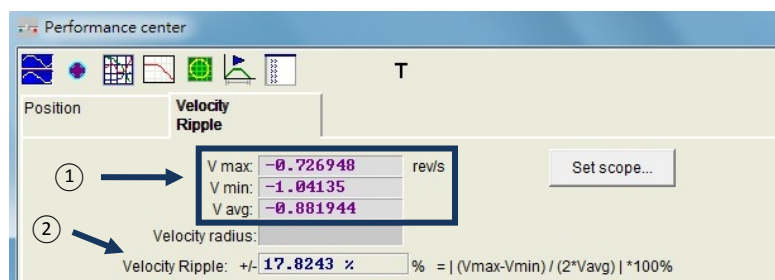 Performance center
T
Position
Velocity Ripple
V max: -0.726948 rev/s
Set scope...
① V min: -1.04135
V avg: -0.881944
② Velocity radius:
Velocity Ripple: +/- 17.8243 % % = | (Vmax-Vmin) / (2*Vavg) | *100%